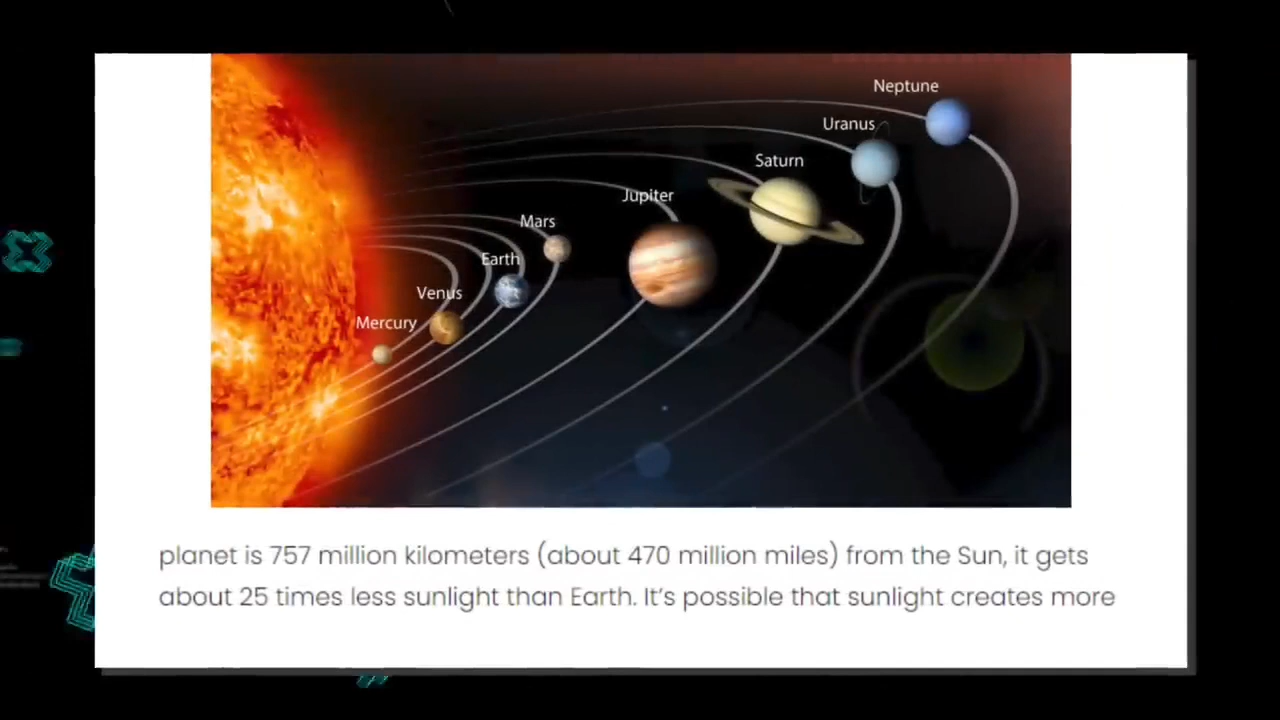 Neptune
Uranus
Saturn
Jupiter
Mars
Earth
Venus
Mercury
planet is 757 million kilometers (about 470 million miles) from the Sun, it gets
about 25 times less sunlight than Earth. It's possible that sunlight creates more